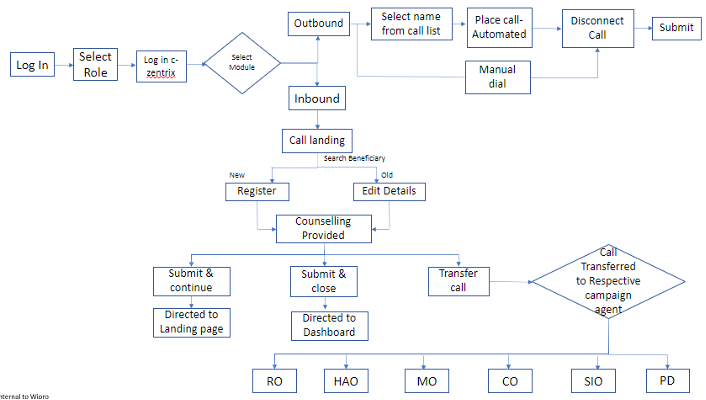 Outbound
Select name
from call list
Place call-
Automated
Disconnect
Call
Submit
Log In
Select
Role
Log in c-
zentrix
Select
Module
Manual
dial
Inbound
Call landing
Search Beneficiary
New
Old
Register
Edit Details
Counselling
Provided
Submit &
continue
Submit &
close
Transfer
call
Call
Transferred
to Respective
campaign
agent
Directed to
Landing page
Directed to
Dashboard
RO
HAO
MO
CO
SIO
PD
nternal to Wipro